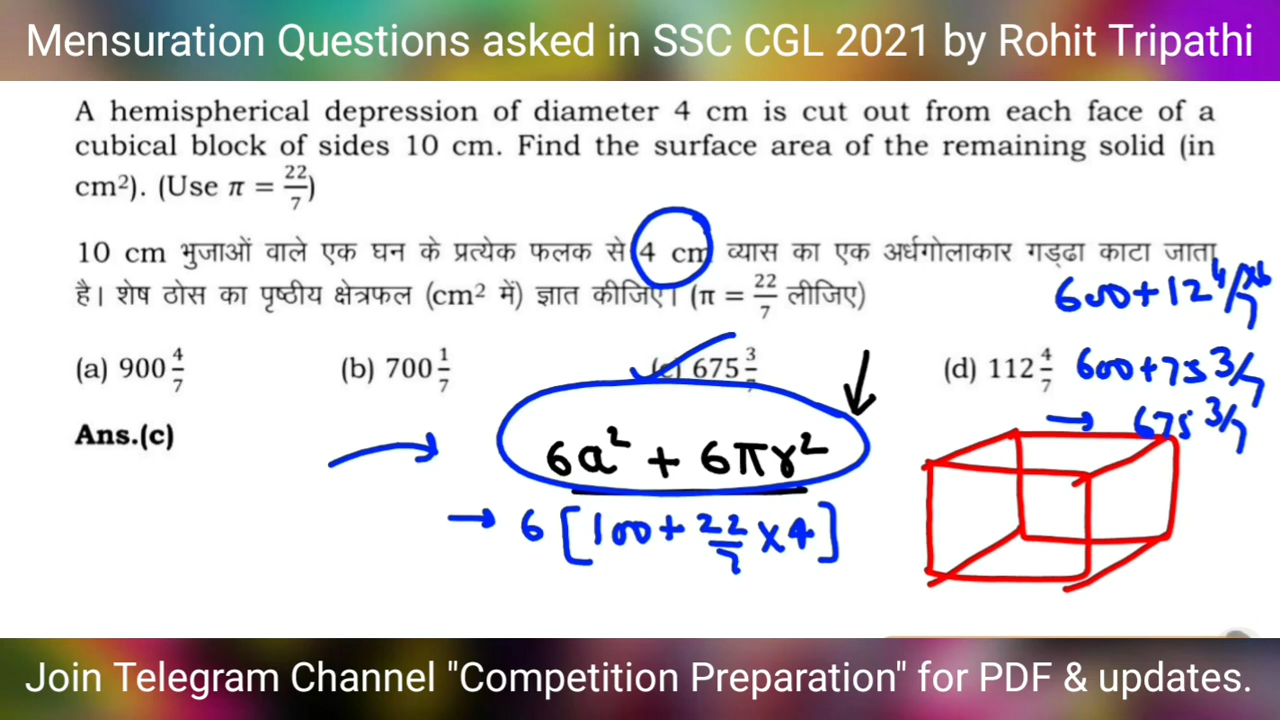 Mensuration Questions asked in SSC CGL 2021 by Rohit Tripathi
A hemispherical depression of diameter 4 cm is cut out from each face of a
cubical block of sides 10 cm. Find the surface area of the remaining solid (in
cm²). (Use π = 22/7)
10 cm भुजाओं वाले एक घन के प्रत्येक फलक से 4 cm व्यास का एक अर्धगोलाकार गड्ढा काटा जाता
है। शेष ठोस का पृष्ठीय क्षेत्रफल (cm² में) ज्ञात कीजिए। (π = 22/7 लीजिए)
600 + 12 4/7 ×6
(a) 900 4/7 (b) 700 1/7 (c) 675 3/7 (d) 112 4/7
600 + 75 3/7
→ 675 3/7
Ans.(c)
6a² + 6πr²
→ 6 [100 + 22/7 × 4]
Join Telegram Channel "Competition Preparation" for PDF & updates.